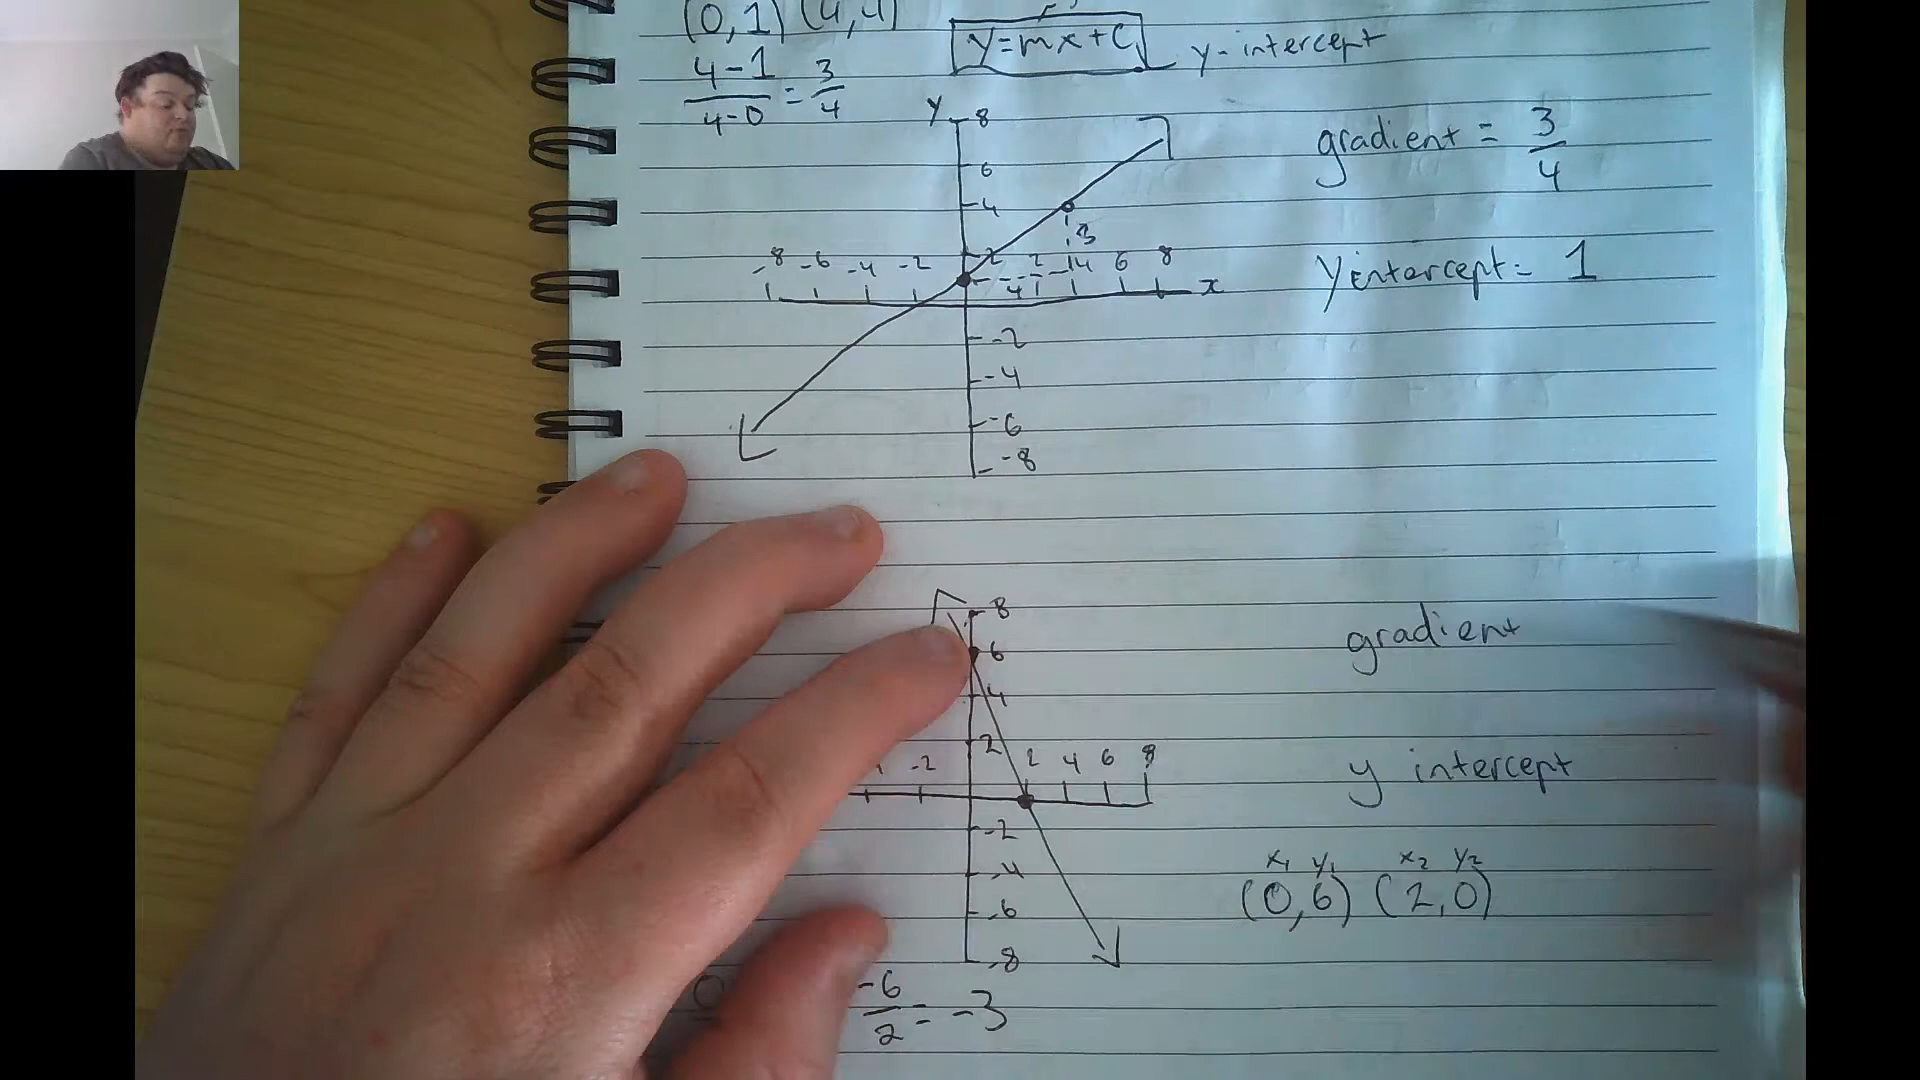 (0,1) (4,4)
y=mx+c
y-intercept
4-1
4-0
= 3
4
y
8
6
4
3
-8 -6 -4 -2 2 4 6 8
4
x
-2
-4
-6
-8
gradient = 3
4
y intercept = 1
8
6
4
2
-2 2 4 6 8
-2
-4
-6
-8
gradient
y intercept
x₁ y₁ x₂ y₂
(0,6) (2,0)
0
-6
2
= -3